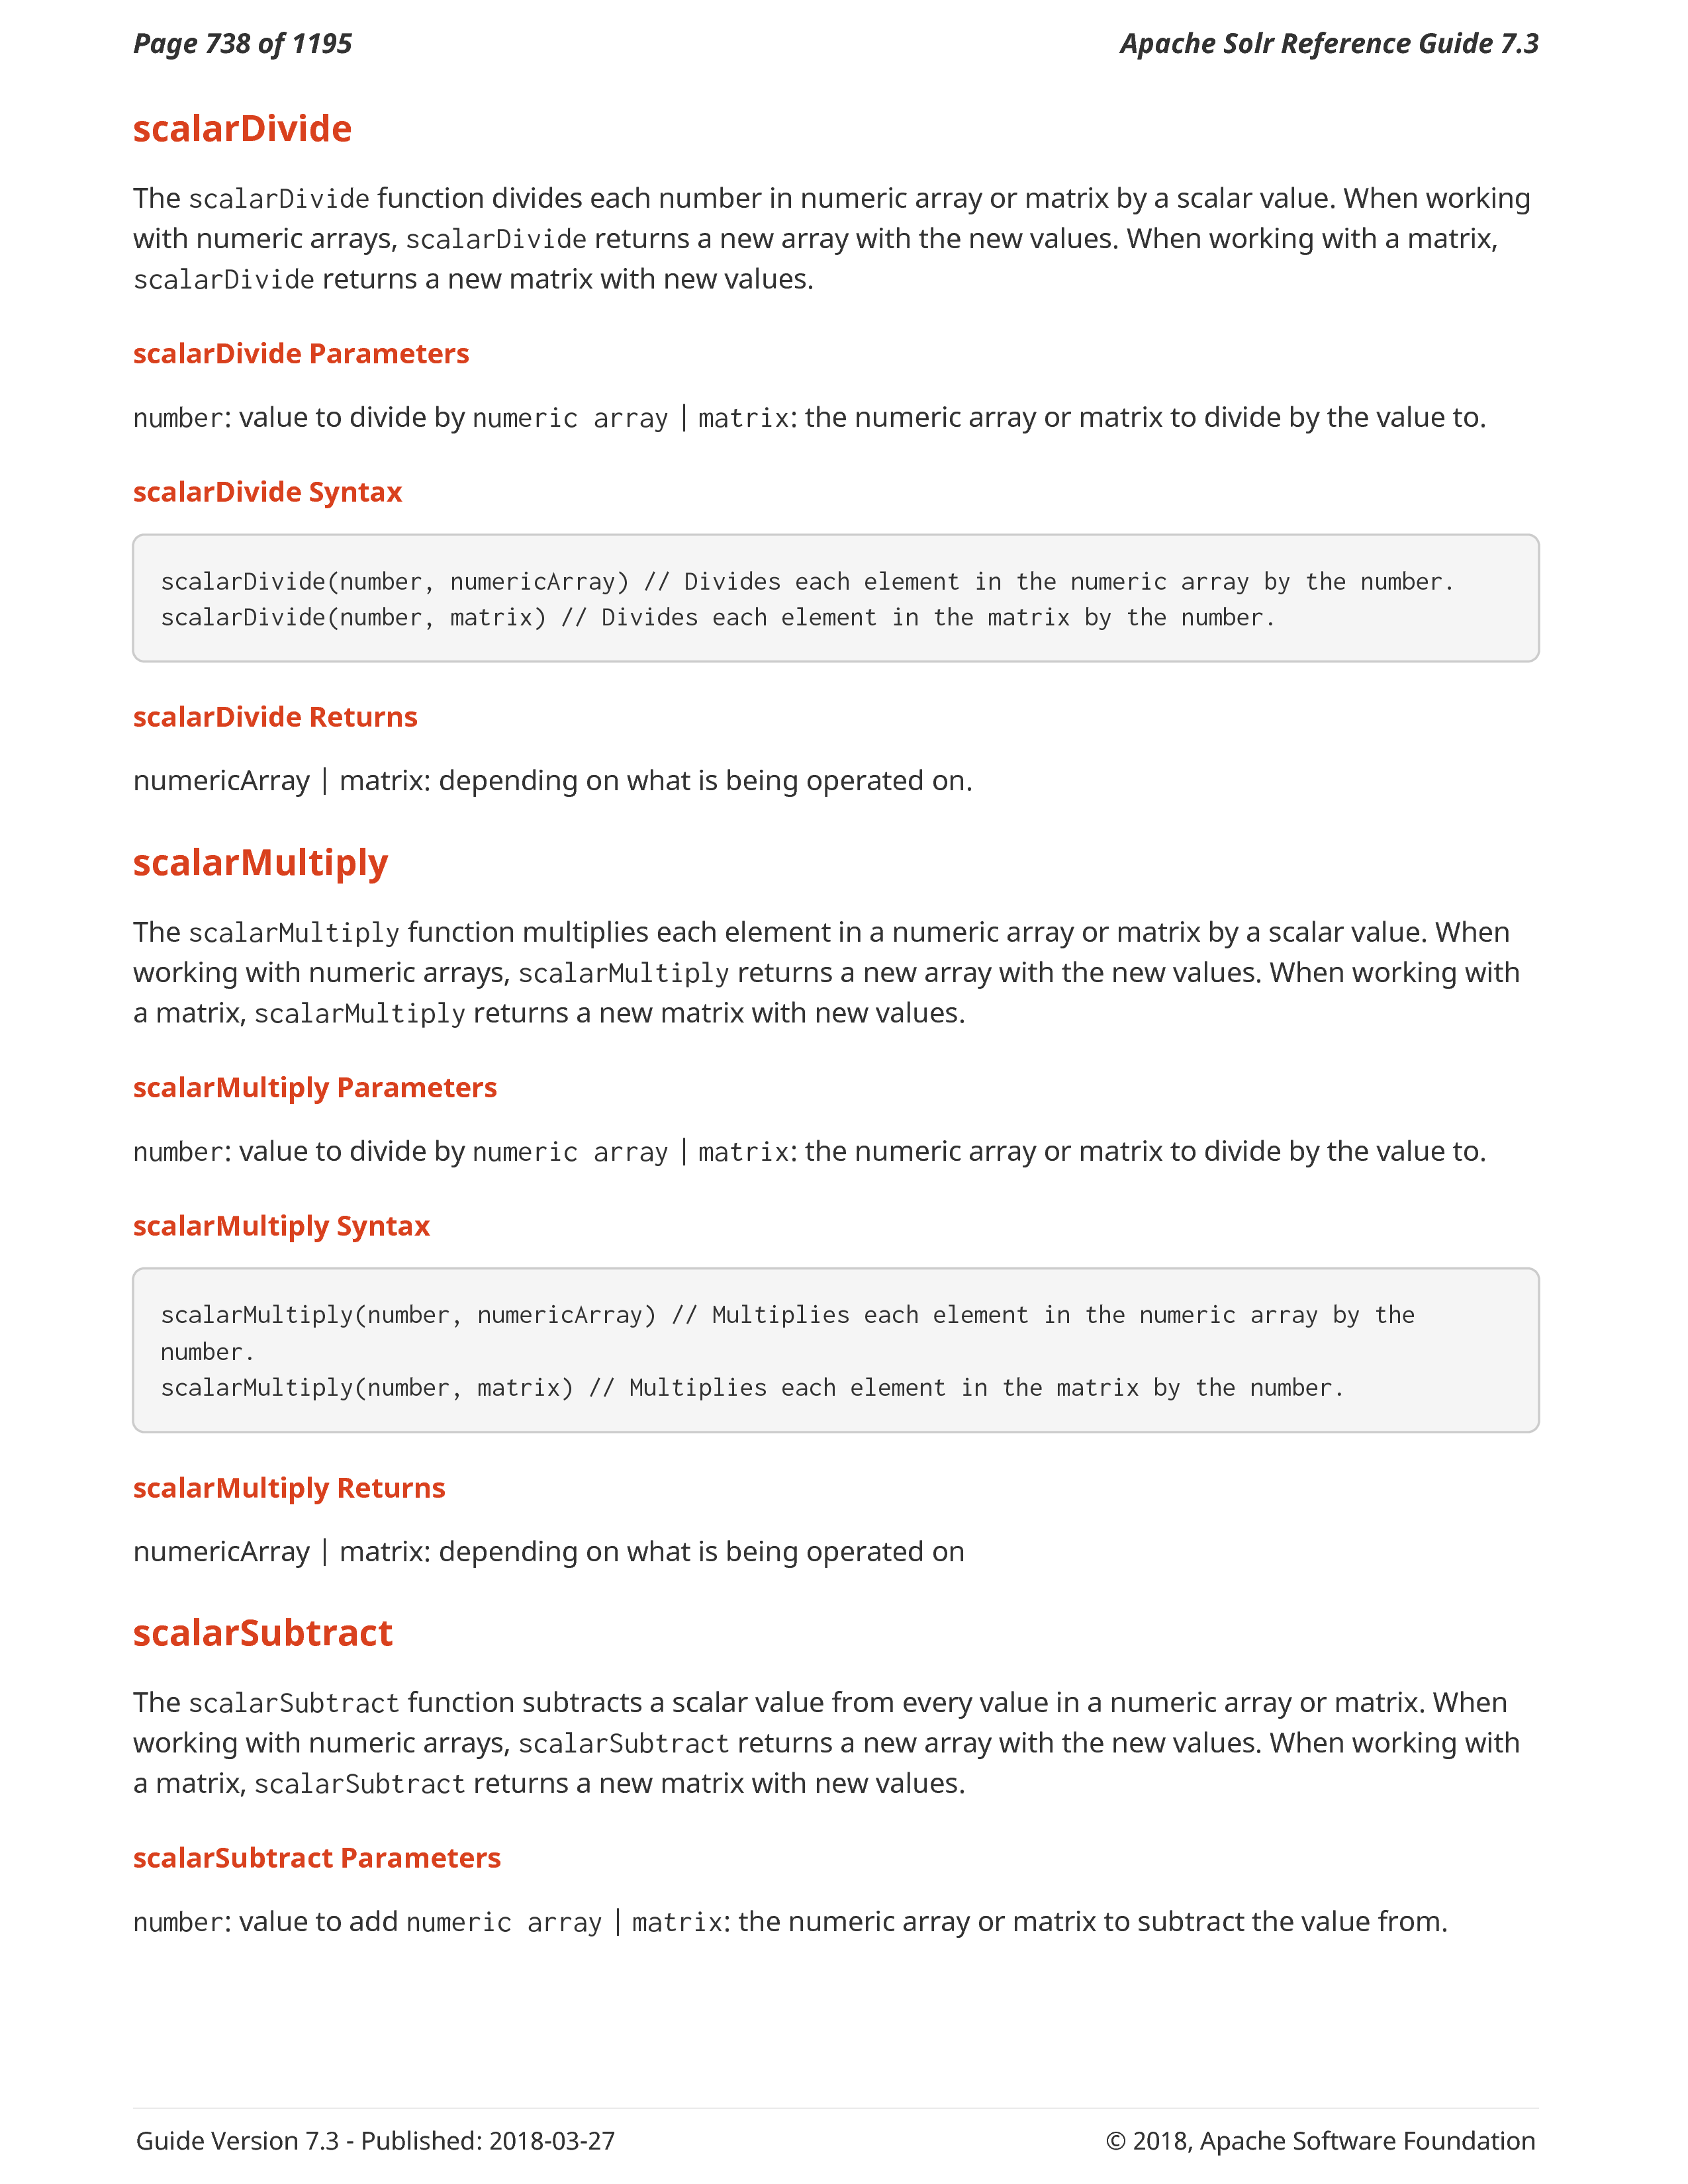 Page 738 of 1195
Apache Solr Reference Guide 7.3
scalarDivide
The scalarDivide function divides each number in numeric array or matrix by a scalar value. When working
with numeric arrays, scalarDivide returns a new array with the new values. When working with a matrix,
scalarDivide returns a new matrix with new values.
scalarDivide Parameters
number: value to divide by numeric array | matrix: the numeric array or matrix to divide by the value to.
scalarDivide Syntax
scalarDivide(number, numericArray) // Divides each element in the numeric array by the number.
scalarDivide(number, matrix) // Divides each element in the matrix by the number.
scalarDivide Returns
numericArray | matrix: depending on what is being operated on.
scalarMultiply
The scalarMultiply function multiplies each element in a numeric array or matrix by a scalar value. When
working with numeric arrays, scalarMultiply returns a new array with the new values. When working with
a matrix, scalarMultiply returns a new matrix with new values.
scalarMultiply Parameters
number: value to divide by numeric array | matrix: the numeric array or matrix to divide by the value to.
scalarMultiply Syntax
scalarMultiply(number, numericArray) // Multiplies each element in the numeric array by the
number.
scalarMultiply(number, matrix) // Multiplies each element in the matrix by the number.
scalarMultiply Returns
numericArray | matrix: depending on what is being operated on
scalarSubtract
The scalarSubtract function subtracts a scalar value from every value in a numeric array or matrix. When
working with numeric arrays, scalarSubtract returns a new array with the new values. When working with
a matrix, scalarSubtract returns a new matrix with new values.
scalarSubtract Parameters
number: value to add numeric array | matrix: the numeric array or matrix to subtract the value from.
Guide Version 7.3 - Published: 2018-03-27
© 2018, Apache Software Foundation